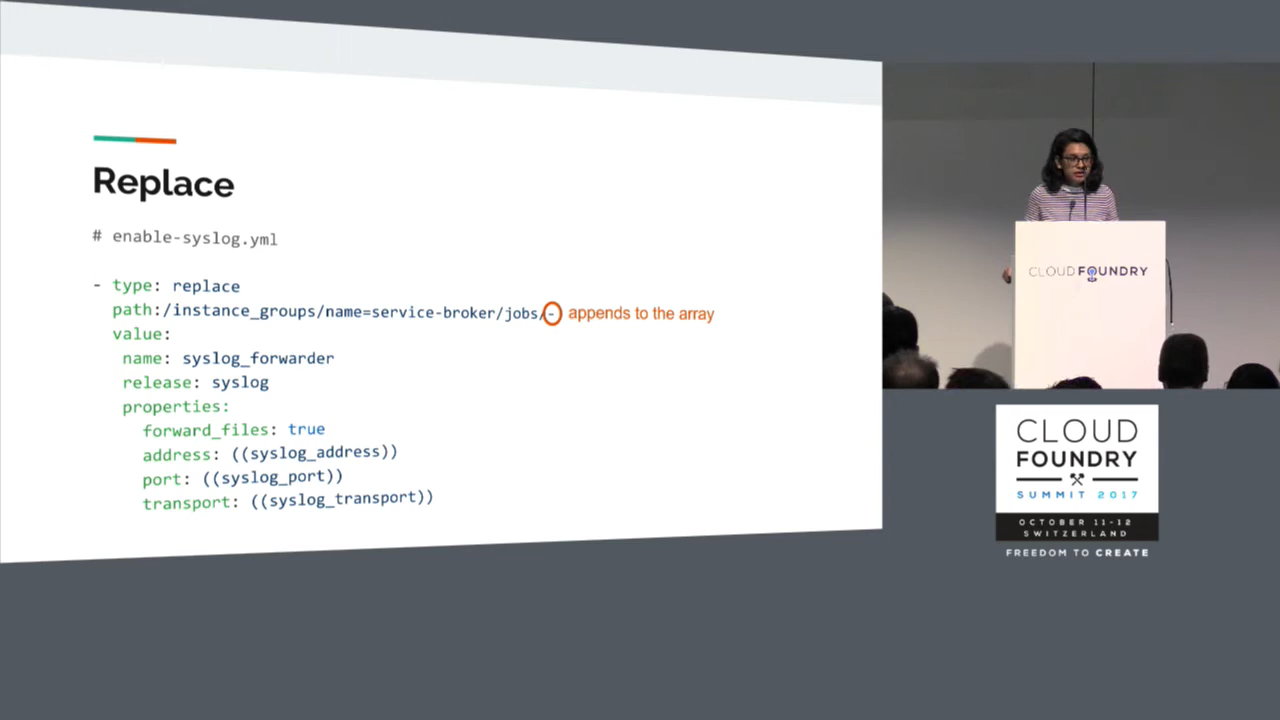 Replace
# enable-syslog.yml
- type: replace
path:/instance_groups/name=service-broker/jobs/- appends to the array
value:
name: syslog_forwarder
release: syslog
properties:
forward_files: true
address: ((syslog_address))
port: ((syslog_port))
transport: ((syslog_transport))
CLOUD FOUNDRY
CLOUD
FOUNDRY
SUMMIT 2017
OCTOBER 11-12
SWITZERLAND
FREEDOM TO CREATE